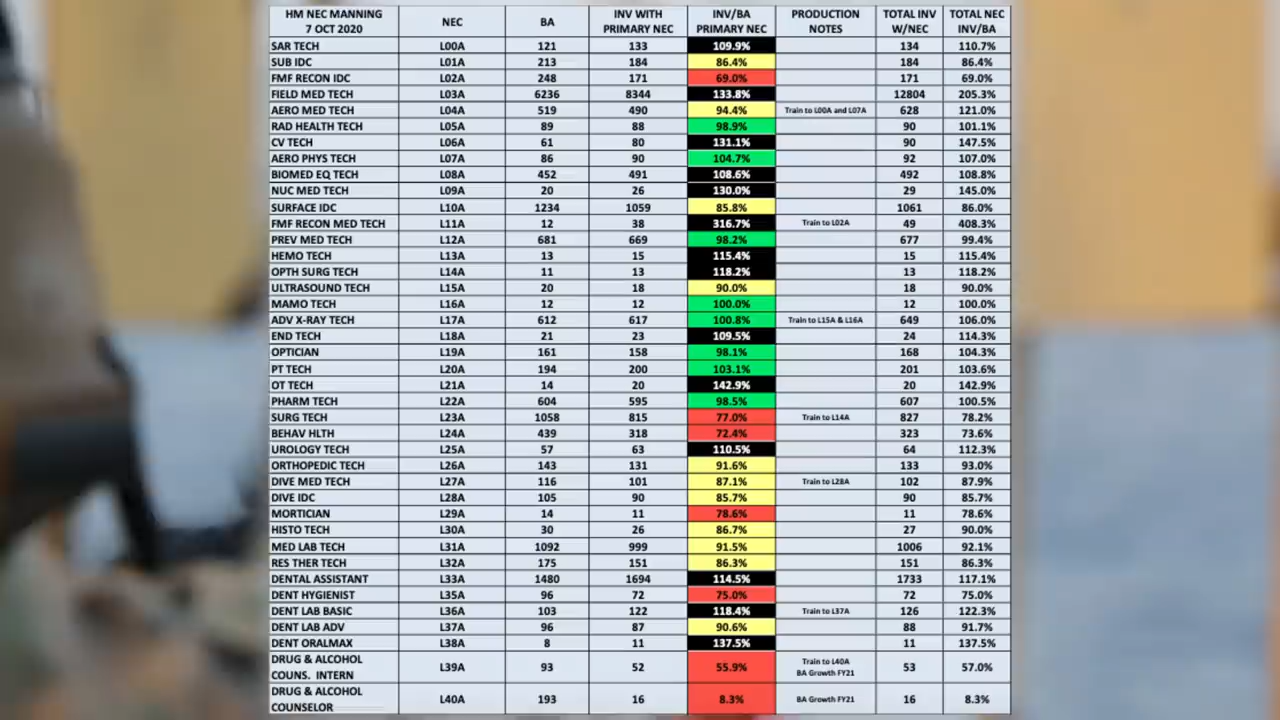 HM NEC MANNING 7 OCT 2020 | NEC | BA | INV WITH PRIMARY NEC | INV/BA PRIMARY NEC | PRODUCTION NOTES | TOTAL INV W/NEC | TOTAL NEC INV/BA
SAR TECH L00A 121 133 109.9% 134 110.7%
SUB IDC L01A 213 184 86.4% 184 86.4%
FMF RECON IDC L02A 248 171 69.0% 171 69.0%
FIELD MED TECH L03A 6236 8344 133.8% 12804 205.3%
AERO MED TECH L04A 519 490 94.4% Train to L00A and L07A 628 121.0%
RAD HEALTH TECH L05A 89 88 98.9% 90 101.1%
CV TECH L06A 61 80 131.1% 90 147.5%
AERO PHYS TECH L07A 86 90 104.7% 92 107.0%
BIOMED EQ TECH L08A 452 491 108.6% 492 108.8%
NUC MED TECH L09A 20 26 130.0% 29 145.0%
SURFACE IDC L10A 1234 1059 85.8% 1061 86.0%
FMF RECON MED TECH L11A 12 38 316.7% Train to L02A 49 408.3%
PREV MED TECH L12A 681 669 98.2% 677 99.4%
HEMO TECH L13A 13 15 115.4% 15 115.4%
OPTH SURG TECH L14A 11 13 118.2% 13 118.2%
ULTRASOUND TECH L15A 20 18 90.0% 18 90.0%
MAMO TECH L16A 12 12 100.0% 12 100.0%
ADV X-RAY TECH L17A 612 617 100.8% Train to L15A & L16A 649 106.0%
END TECH L18A 21 23 109.5% 24 114.3%
OPTICIAN L19A 161 158 98.1% 168 104.3%
PT TECH L20A 194 200 103.1% 201 103.6%
OT TECH L21A 14 20 142.9% 20 142.9%
PHARM TECH L22A 604 595 98.5% 607 100.5%
SURG TECH L23A 1058 815 77.0% Train to L14A 827 78.2%
BEHAV HLTH L24A 439 318 72.4% 323 73.6%
UROLOGY TECH L25A 57 63 110.5% 64 112.3%
ORTHOPEDIC TECH L26A 143 131 91.6% 133 93.0%
DIVE MED TECH L27A 116 101 87.1% Train to L28A 102 87.9%
DIVE IDC L28A 105 90 85.7% 90 85.7%
MORTICIAN L29A 14 11 78.6% 11 78.6%
HISTO TECH L30A 30 26 86.7% 27 90.0%
MED LAB TECH L31A 1092 999 91.5% 1006 92.1%
RES THER TECH L32A 175 151 86.3% 151 86.3%
DENTAL ASSISTANT L33A 1480 1694 114.5% 1733 117.1%
DENT HYGIENIST L35A 96 72 75.0% 72 75.0%
DENT LAB BASIC L36A 103 122 118.4% Train to L37A 126 122.3%
DENT LAB ADV L37A 96 87 90.6% 88 91.7%
DENT ORALMAX L38A 8 11 137.5% 11 137.5%
DRUG & ALCOHOL COUNS. INTERN L39A 93 52 55.9% Train to L40A BA Growth FY21 53 57.0%
DRUG & ALCOHOL COUNSELOR L40A 193 16 8.3% BA Growth FY21 16 8.3%